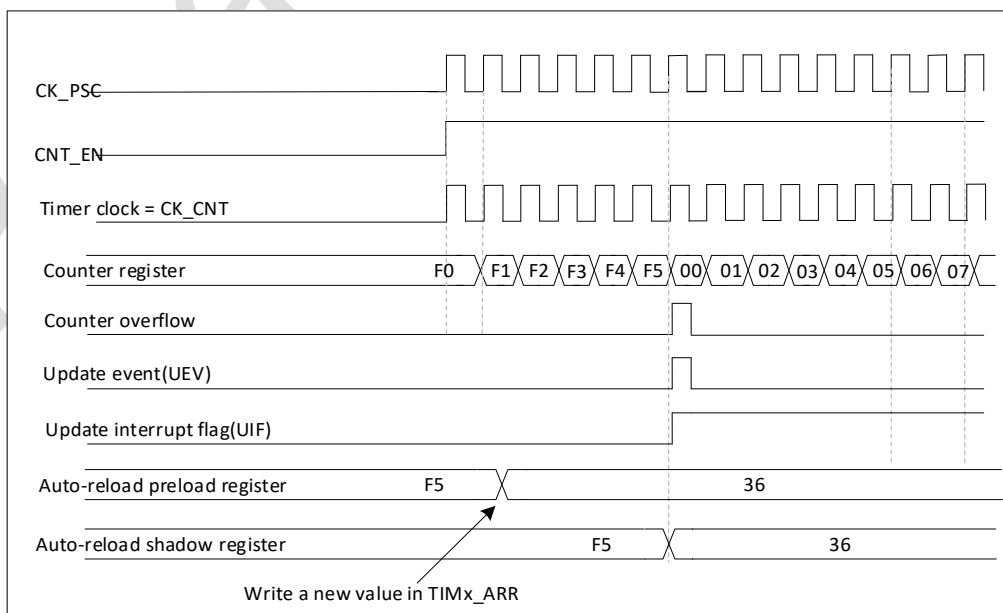 CK_PSC
CNT_EN
Timer clock = CK_CNT
Counter register F0 F1 F2 F3 F4 F5 00 01 02 03 04 05 06 07
Counter overflow
Update event(UEV)
Update interrupt flag(UIF)
Auto-reload preload register F5 36
Auto-reload shadow register F5 36
Write a new value in TIMx_ARR